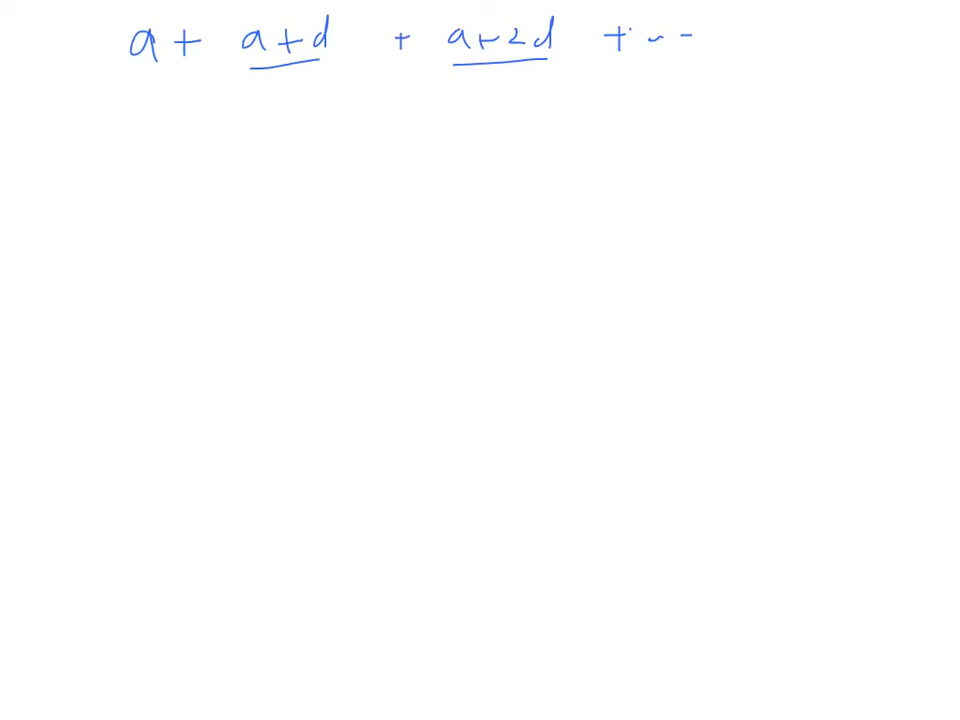 a + a+d + a+2d + ---